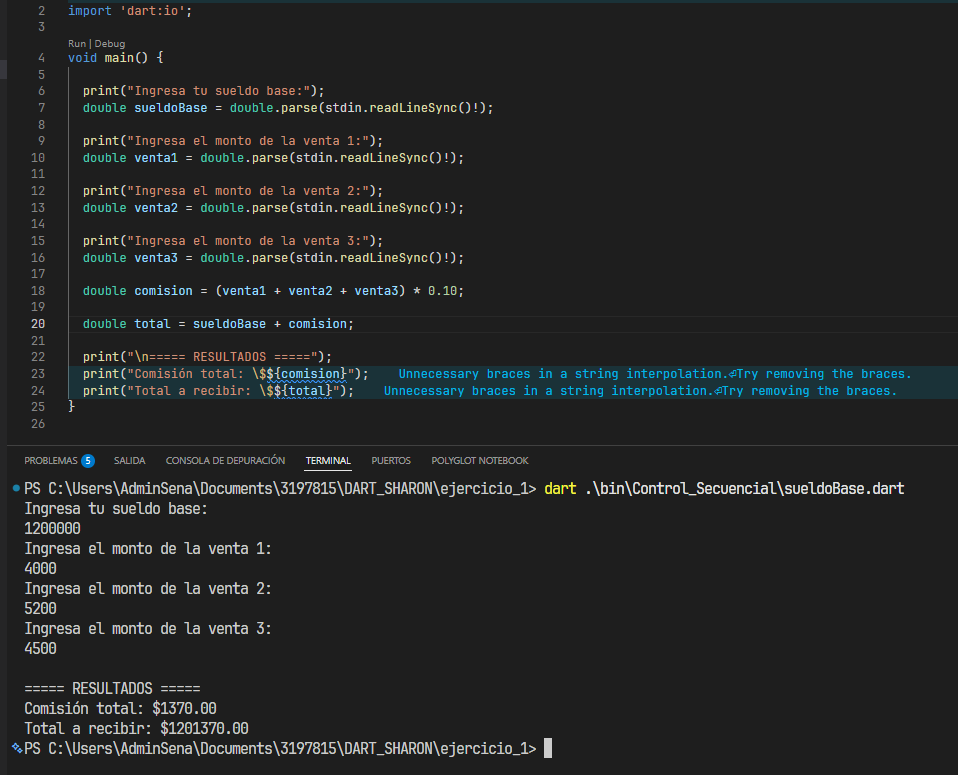 2 import 'dart:io';
3
Run | Debug
4 void main() {
5
6 print("Ingresa tu sueldo base:");
7 double sueldoBase = double.parse(stdin.readLineSync()!);
8
9 print("Ingresa el monto de la venta 1:");
10 double venta1 = double.parse(stdin.readLineSync()!);
11
12 print("Ingresa el monto de la venta 2:");
13 double venta2 = double.parse(stdin.readLineSync()!);
14
15 print("Ingresa el monto de la venta 3:");
16 double venta3 = double.parse(stdin.readLineSync()!);
17
18 double comision = (venta1 + venta2 + venta3) * 0.10;
19
20 double total = sueldoBase + comision;
21
22 print("\n===== RESULTADOS =====");
23 print("Comisión total: \$${comision}"); Unnecessary braces in a string interpolation.⏎Try removing the braces.
24 print("Total a recibir: \$${total}"); Unnecessary braces in a string interpolation.⏎Try removing the braces.
25 }
26
PROBLEMAS 5 SALIDA CONSOLA DE DEPURACIÓN TERMINAL PUERTOS POLYGLOT NOTEBOOK
PS C:\Users\AdminSena\Documents\3197815\DART_SHARON\ejercicio_1> dart .\bin\Control_Secuencial\sueldoBase.dart
Ingresa tu sueldo base:
1200000
Ingresa el monto de la venta 1:
4000
Ingresa el monto de la venta 2:
5200
Ingresa el monto de la venta 3:
4500
===== RESULTADOS =====
Comisión total: $1370.00
Total a recibir: $1201370.00
PS C:\Users\AdminSena\Documents\3197815\DART_SHARON\ejercicio_1>